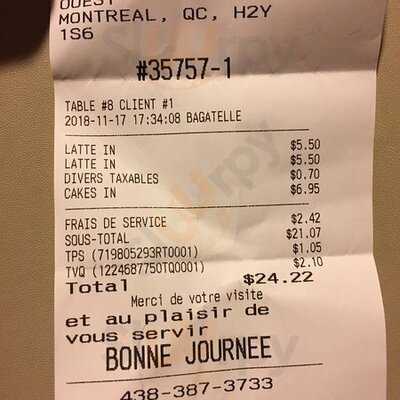 OUEST
MONTREAL, QC, H2Y
1S6
#35757-1
TABLE #8 CLIENT #1
2018-11-17 17:34:08 BAGATELLE
LATTE IN $5.50
LATTE IN $5.50
DIVERS TAXABLES $0.70
CAKES IN $6.95
FRAIS DE SERVICE $2.42
SOUS-TOTAL $21.07
TPS (719805293RT0001) $1.05
TVQ (1224687750TQ0001) $2.10
Total $24.22
Merci de votre visite
et au plaisir de
vous servir
BONNE JOURNEE
438-387-3733